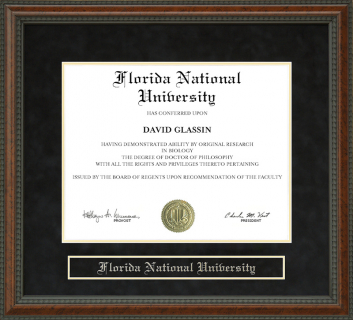 Florida National
University
HAS CONFERRED UPON
DAVID GLASSIN
HAVING DEMONSTRATED ABILITY BY ORIGINAL RESEARCH
IN BIOLOGY
THE DEGREE OF DOCTOR OF PHILOSOPHY
WITH ALL THE RIGHTS AND PRIVILEGES THERETO PERTAINING
ISSUED BY THE BOARD OF REGENTS UPON RECOMMENDATION OF THE FACULTY
PROVOST
PRESIDENT
Florida National University